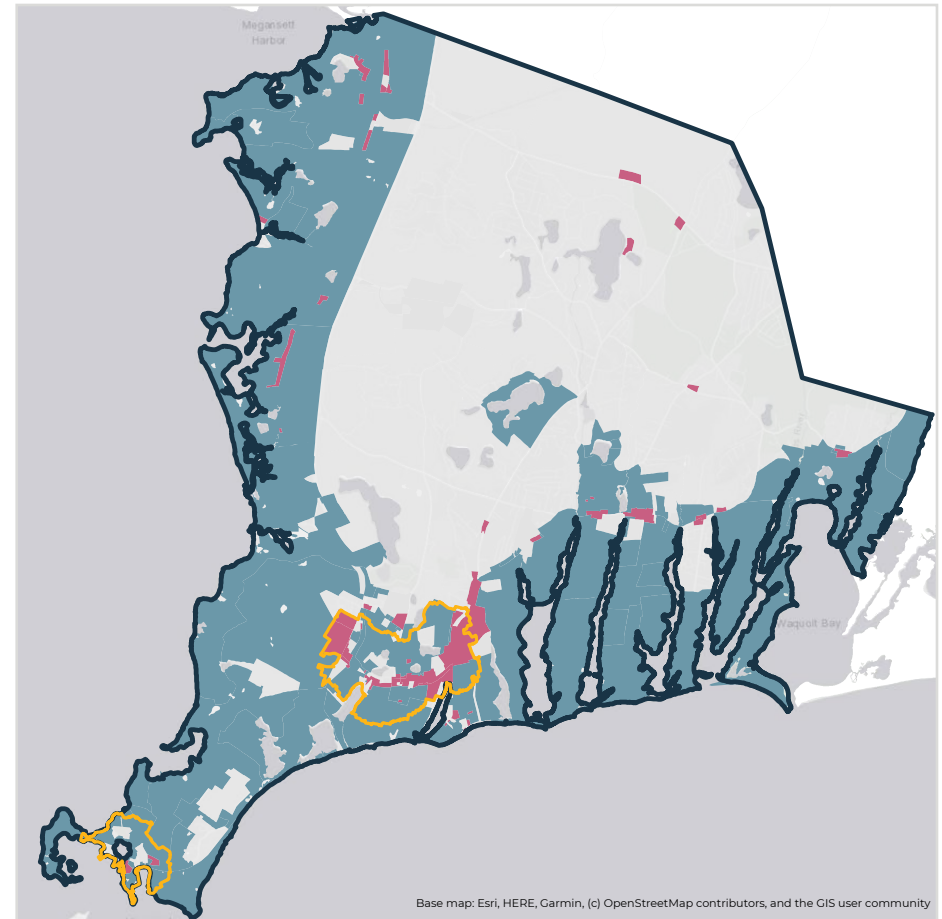 Megansett
Harbor
Waquoit Bay
Base map: Esri, HERE, Garmin, (c) OpenStreetMap contributors, and the GIS user community